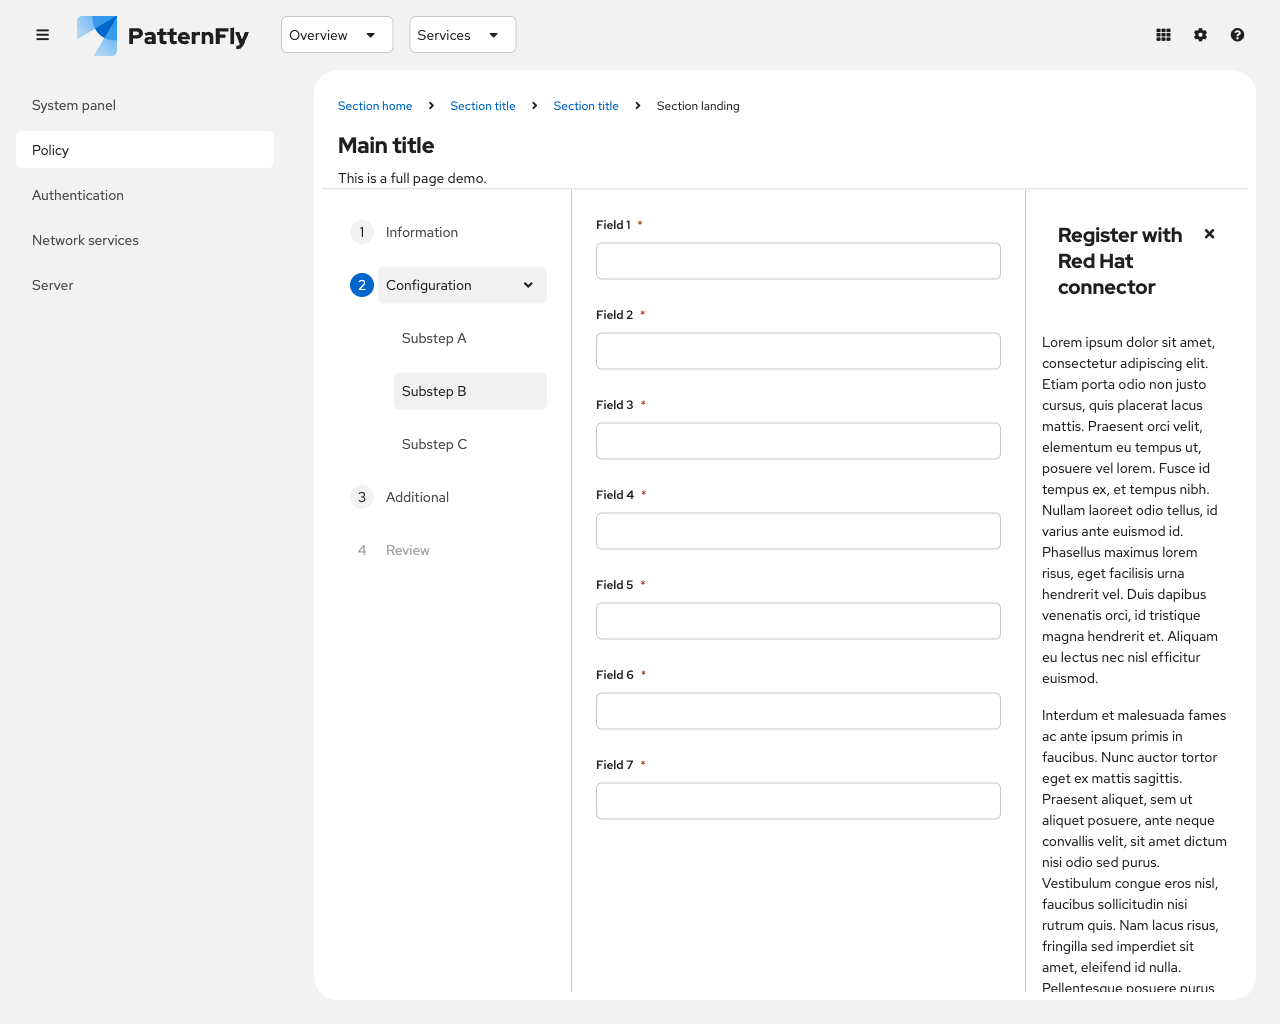 PatternFly
Overview
Services
System panel
Policy
Authentication
Network services
Server
Section home
Section title
Section title
Section landing
Main title
This is a full page demo.
1 Information
2 Configuration
Substep A
Substep B
Substep C
3 Additional
4 Review
Field 1 *
Field 2 *
Field 3 *
Field 4 *
Field 5 *
Field 6 *
Field 7 *
Register with
Red Hat
connector
Lorem ipsum dolor sit amet,
consectetur adipiscing elit.
Etiam porta odio non justo
cursus, quis placerat lacus
mattis. Praesent orci velit,
elementum eu tempus ut,
posuere vel lorem. Fusce id
tempus ex, et tempus nibh.
Nullam laoreet odio tellus, id
varius ante euismod id.
Phasellus maximus lorem
risus, eget facilisis urna
hendrerit vel. Duis dapibus
venenatis orci, id tristique
magna hendrerit et. Aliquam
eu lectus nec nisl efficitur
euismod.
Interdum et malesuada fames
ac ante ipsum primis in
faucibus. Nunc auctor tortor
eget ex mattis sagittis.
Praesent aliquet, sem ut
aliquet posuere, ante neque
convallis velit, sit amet dictum
nisi odio sed purus.
Vestibulum congue eros nisl,
faucibus sollicitudin nisi
rutrum quis. Nam lacus risus,
fringilla sed imperdiet sit
amet, eleifend id nulla.
Pellentesque posuere purus